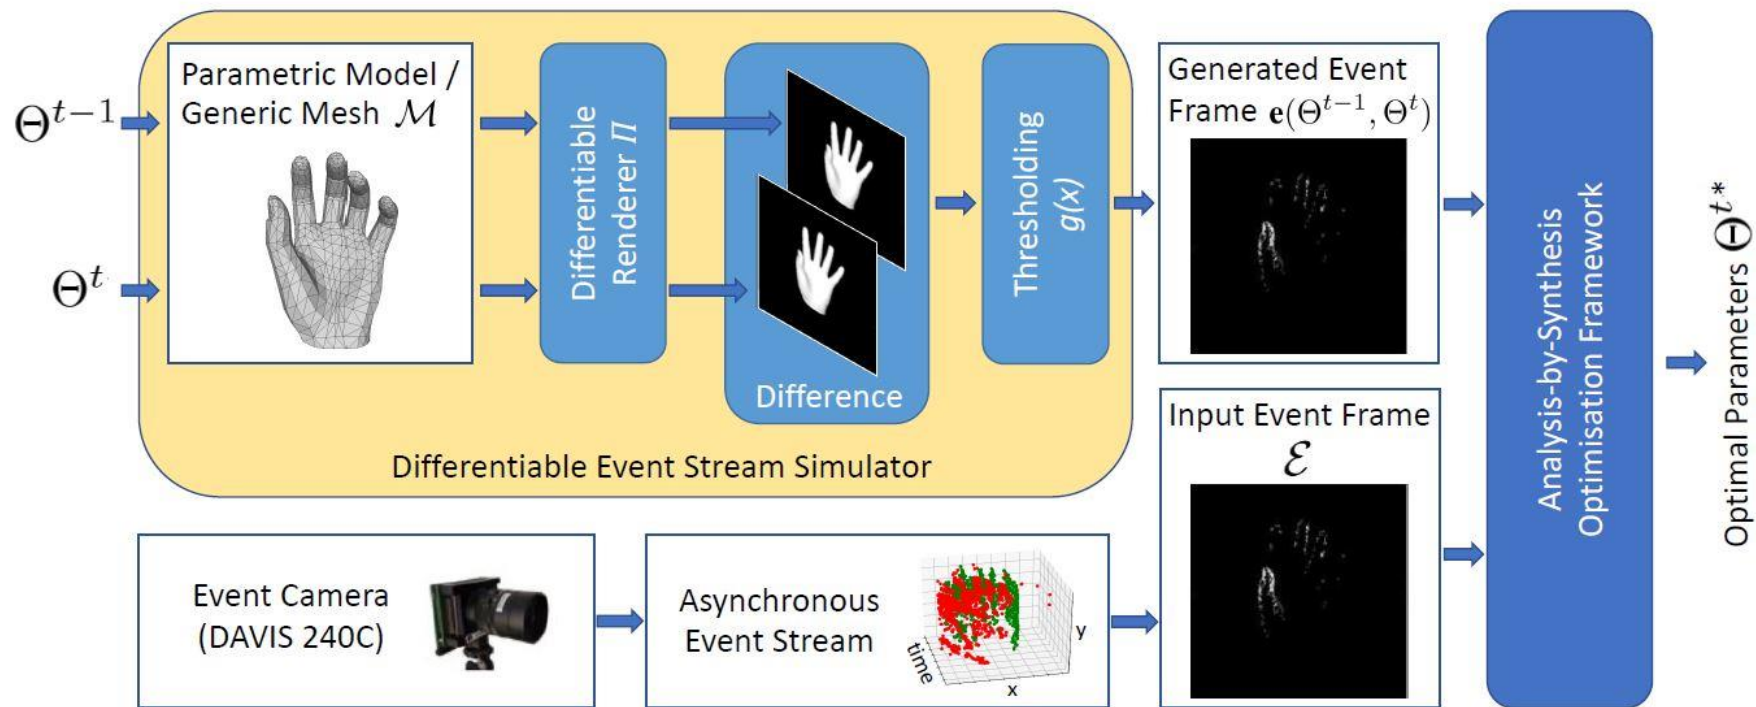 Θ^{t-1}
Θ^t
Parametric Model /
Generic Mesh ℳ
Differentiable
Renderer Π
Difference
Thresholding
g(x)
Differentiable Event Stream Simulator
Generated Event
Frame e(Θ^{t-1}, Θ^t)
Event Camera
(DAVIS 240C)
Asynchronous
Event Stream
time
x
y
Input Event Frame
ℰ
Analysis-by-Synthesis
Optimisation Framework
Optimal Parameters Θ^{t*}